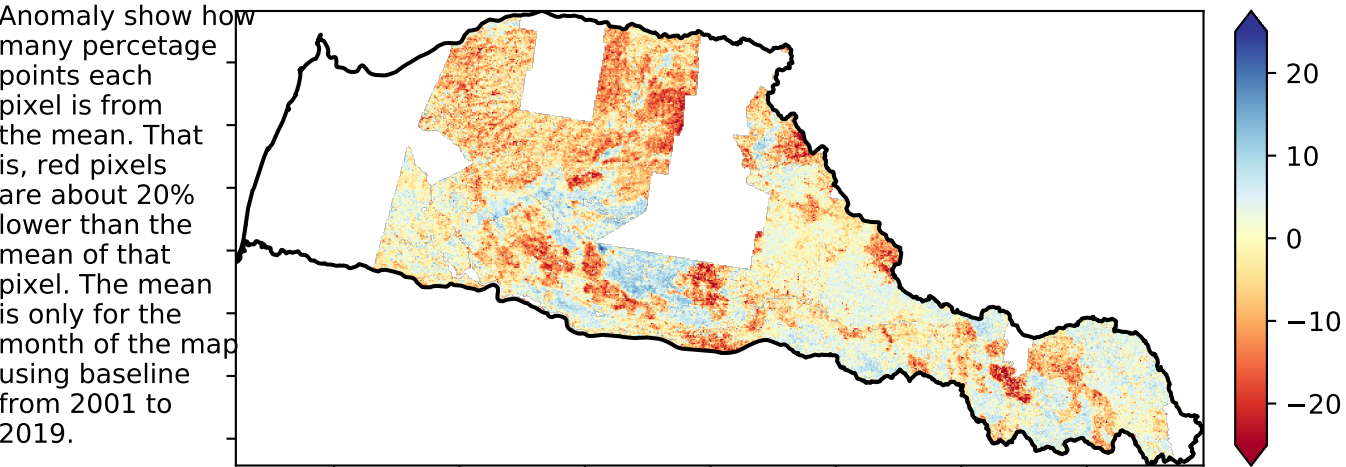 Anomaly show how
many percetage
points each
pixel is from
the mean. That
is, red pixels
are about 20%
lower than the
mean of that
pixel. The mean
is only for the
month of the map
using baseline
from 2001 to
2019.
20
10
0
−10
−20